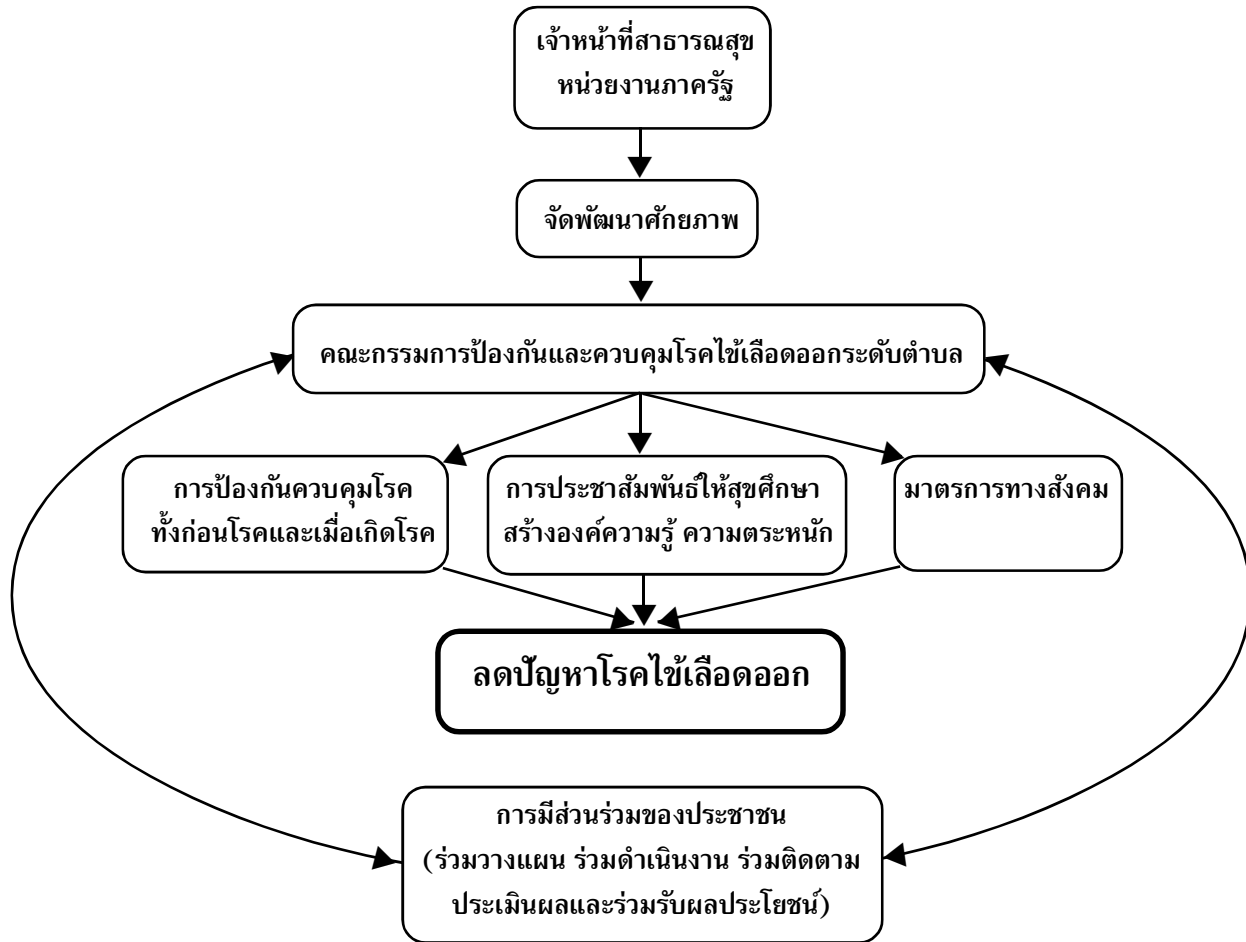 เจ้าหน้าที่สาธารณสุข
หน่วยงานภาครัฐ
จัดพัฒนาศักยภาพ
คณะกรรมการป้องกันและควบคุมโรคไข้เลือดออกระดับตำบล
การป้องกันควบคุมโรค
ทั้งก่อนโรคและเมื่อเกิดโรค
การประชาสัมพันธ์ให้สุขศึกษา
สร้างองค์ความรู้ ความตระหนัก
มาตรการทางสังคม
ลดปัญหาโรคไข้เลือดออก
การมีส่วนร่วมของประชาชน
(ร่วมวางแผน ร่วมดำเนินงาน ร่วมติดตาม
ประเมินผลและร่วมรับผลประโยชน์)